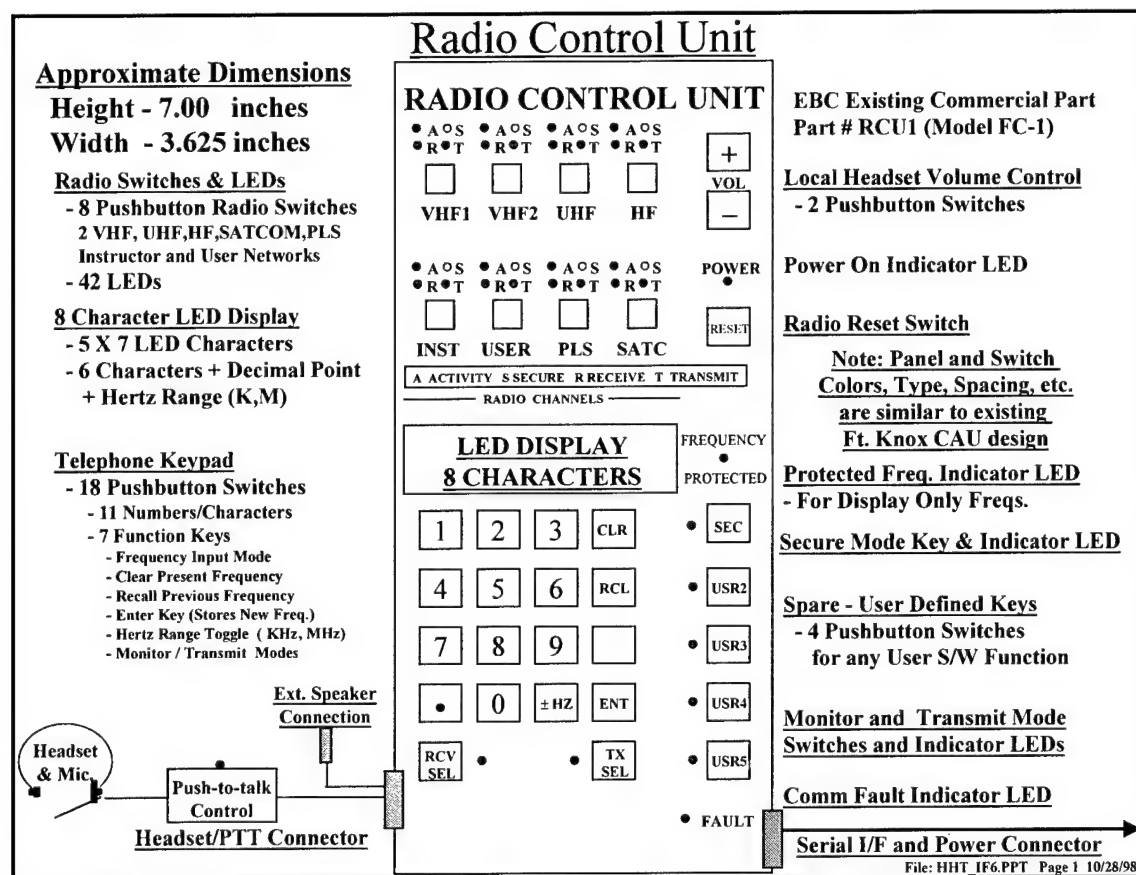 Radio Control Unit
Approximate Dimensions
Height - 7.00 inches
Width - 3.625 inches
Radio Switches & LEDs
- 8 Pushbutton Radio Switches
2 VHF, UHF,HF,SATCOM,PLS
Instructor and User Networks
- 42 LEDs
8 Character LED Display
- 5 X 7 LED Characters
- 6 Characters + Decimal Point
+ Hertz Range (K,M)
Telephone Keypad
- 18 Pushbutton Switches
- 11 Numbers/Characters
- 7 Function Keys
- Frequency Input Mode
- Clear Present Frequency
- Recall Previous Frequency
- Enter Key (Stores New Freq.)
- Hertz Range Toggle ( KHz, MHz)
- Monitor / Transmit Modes
Ext. Speaker
Connection
Headset
& Mic.
Push-to-talk
Control
Headset/PTT Connector
RADIO CONTROL UNIT
A S A S A S A S
R T R T R T R T
+
VOL
–
VHF1 VHF2 UHF HF
A S A S A S A S
R T R T R T R T
POWER
RESET
INST USER PLS SATC
A ACTIVITY S SECURE R RECEIVE T TRANSMIT
RADIO CHANNELS
LED DISPLAY
8 CHARACTERS
FREQUENCY
PROTECTED
1 2 3 CLR SEC
4 5 6 RCL USR2
7 8 9 USR3
. 0 ± HZ ENT USR4
RCV
SEL
TX
SEL
USR5
FAULT
EBC Existing Commercial Part
Part # RCU1 (Model FC-1)
Local Headset Volume Control
- 2 Pushbutton Switches
Power On Indicator LED
Radio Reset Switch
Note: Panel and Switch
Colors, Type, Spacing, etc.
are similar to existing
Ft. Knox CAU design
Protected Freq. Indicator LED
- For Display Only Freqs.
Secure Mode Key & Indicator LED
Spare - User Defined Keys
- 4 Pushbutton Switches
for any User S/W Function
Monitor and Transmit Mode
Switches and Indicator LEDs
Comm Fault Indicator LED
Serial I/F and Power Connector
File: HHT_IF6.PPT Page 1 10/28/98